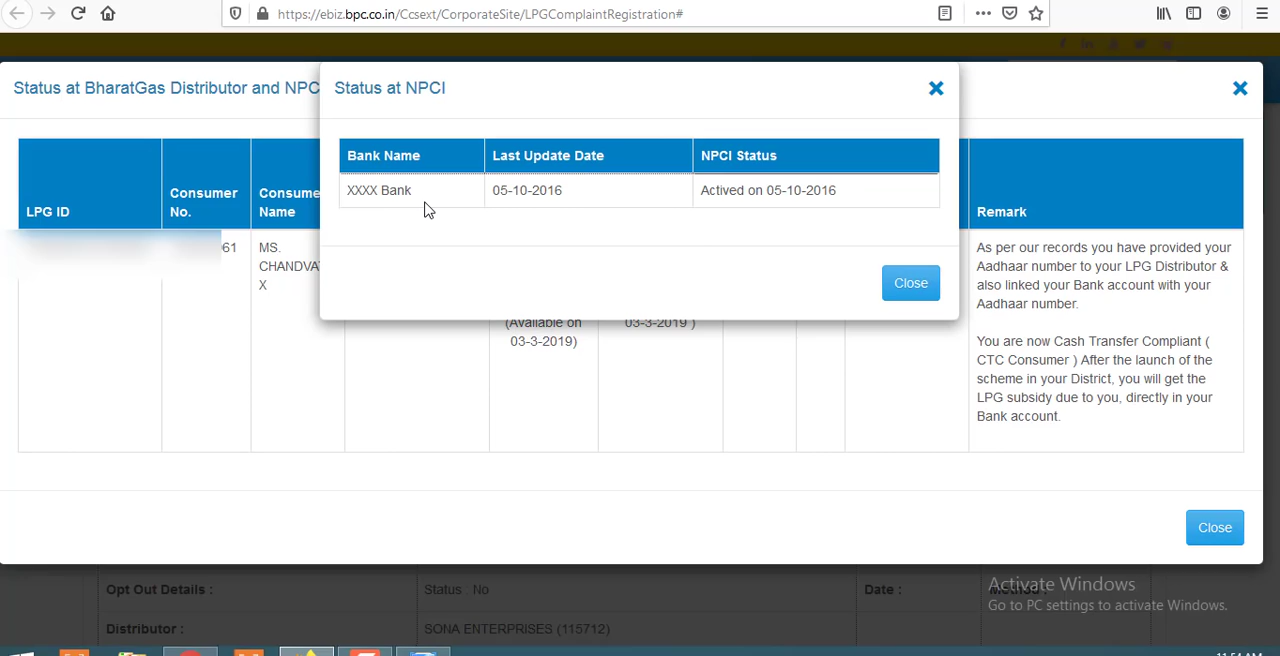 https://ebiz.bpc.co.in/Ccsext/CorporateSite/LPGComplaintRegistration#
Status at BharatGas Distributor and NPC
Status at NPCI
Bank Name
Last Update Date
NPCI Status
XXXX Bank
05-10-2016
Actived on 05-10-2016
Close
LPG ID
Consumer
No.
Consume
Name
Remark
61
MS.
CHANDVA
X
(Available on
03-3-2019)
03-3-2019 )
As per our records you have provided your
Aadhaar number to your LPG Distributor &
also linked your Bank account with your
Aadhaar number.
You are now Cash Transfer Compliant (
CTC Consumer ) After the launch of the
scheme in your District, you will get the
LPG subsidy due to you, directly in your
Bank account.
Close
Opt Out Details :
Status : No
Date :
Method :
Distributor :
SONA ENTERPRISES (115712)
Activate Windows
Go to PC settings to activate Windows.
11:54 AM